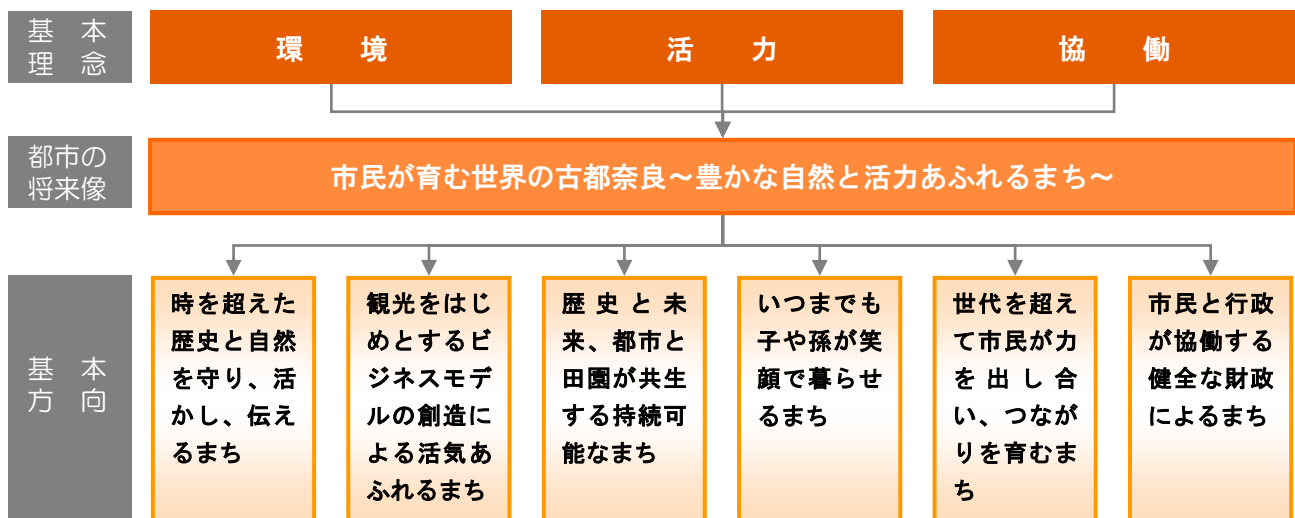 基　本
理　念
環　　境
活　　力
協　　働
都市の
将来像
市民が育む世界の古都奈良～豊かな自然と活力あふれるまち～
基　本
方　向
時を超えた
歴史と自然
を守り、活
かし、伝え
るまち
観光をはじ
めとするビ
ジネスモデ
ルの創造に
よる活気あ
ふれるまち
歴史と未
来、都市と
田園が共生
する持続可
能なまち
いつまでも
子や孫が笑
顔で暮らせ
るまち
世代を超え
て市民が力
を出し合
い、つなが
りを育むま
ち
市民と行政
が協働する
健全な財政
によるまち